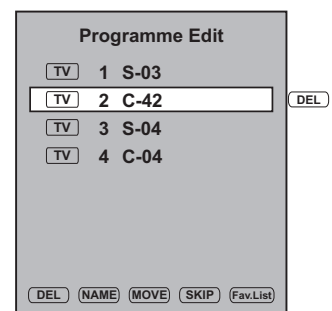 Programme Edit
TV 1 S-03
TV 2 C-42 DEL
TV 3 S-04
TV 4 C-04
DEL NAME MOVE SKIP Fav.List